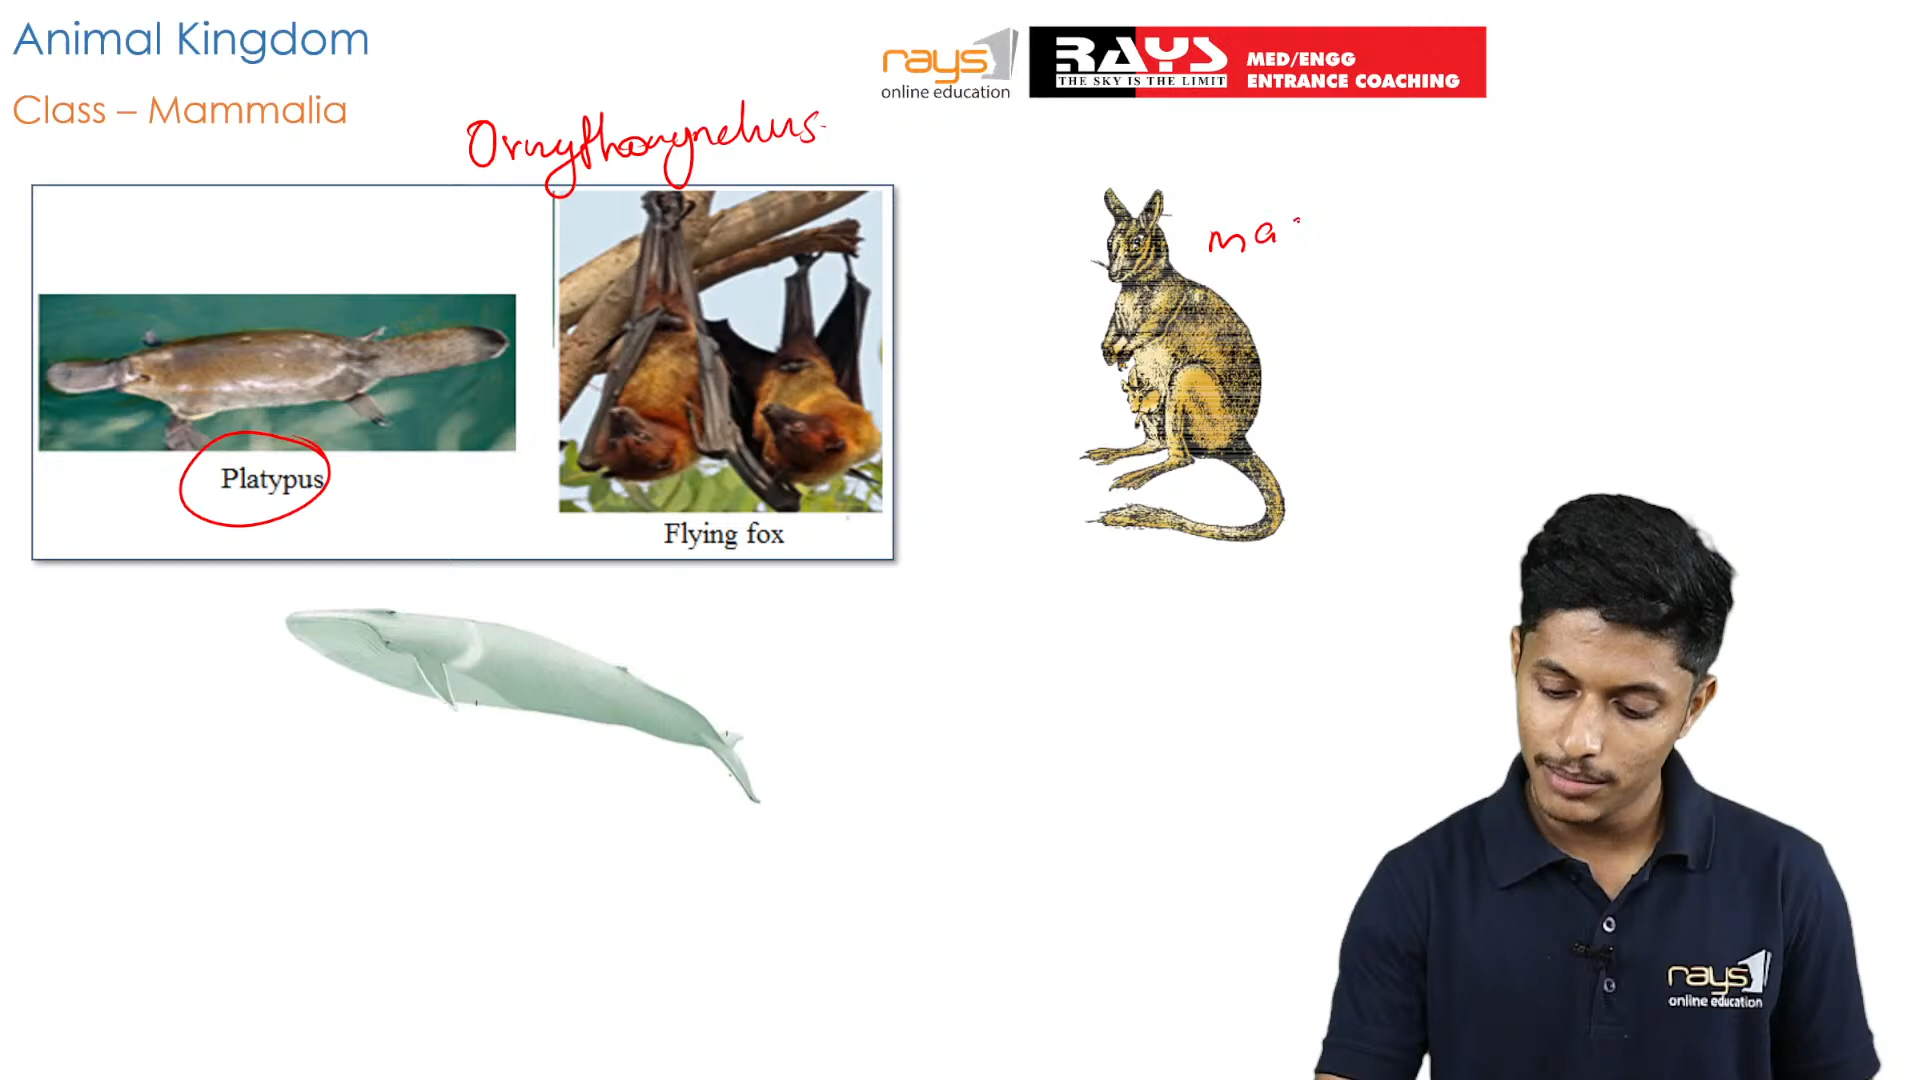 Animal Kingdom
Class – Mammalia
rays
online education
RAYS
THE SKY IS THE LIMIT
MED/ENGG
ENTRANCE COACHING
Ornythorynchus
ma
Platypus
Flying fox
rays
online education